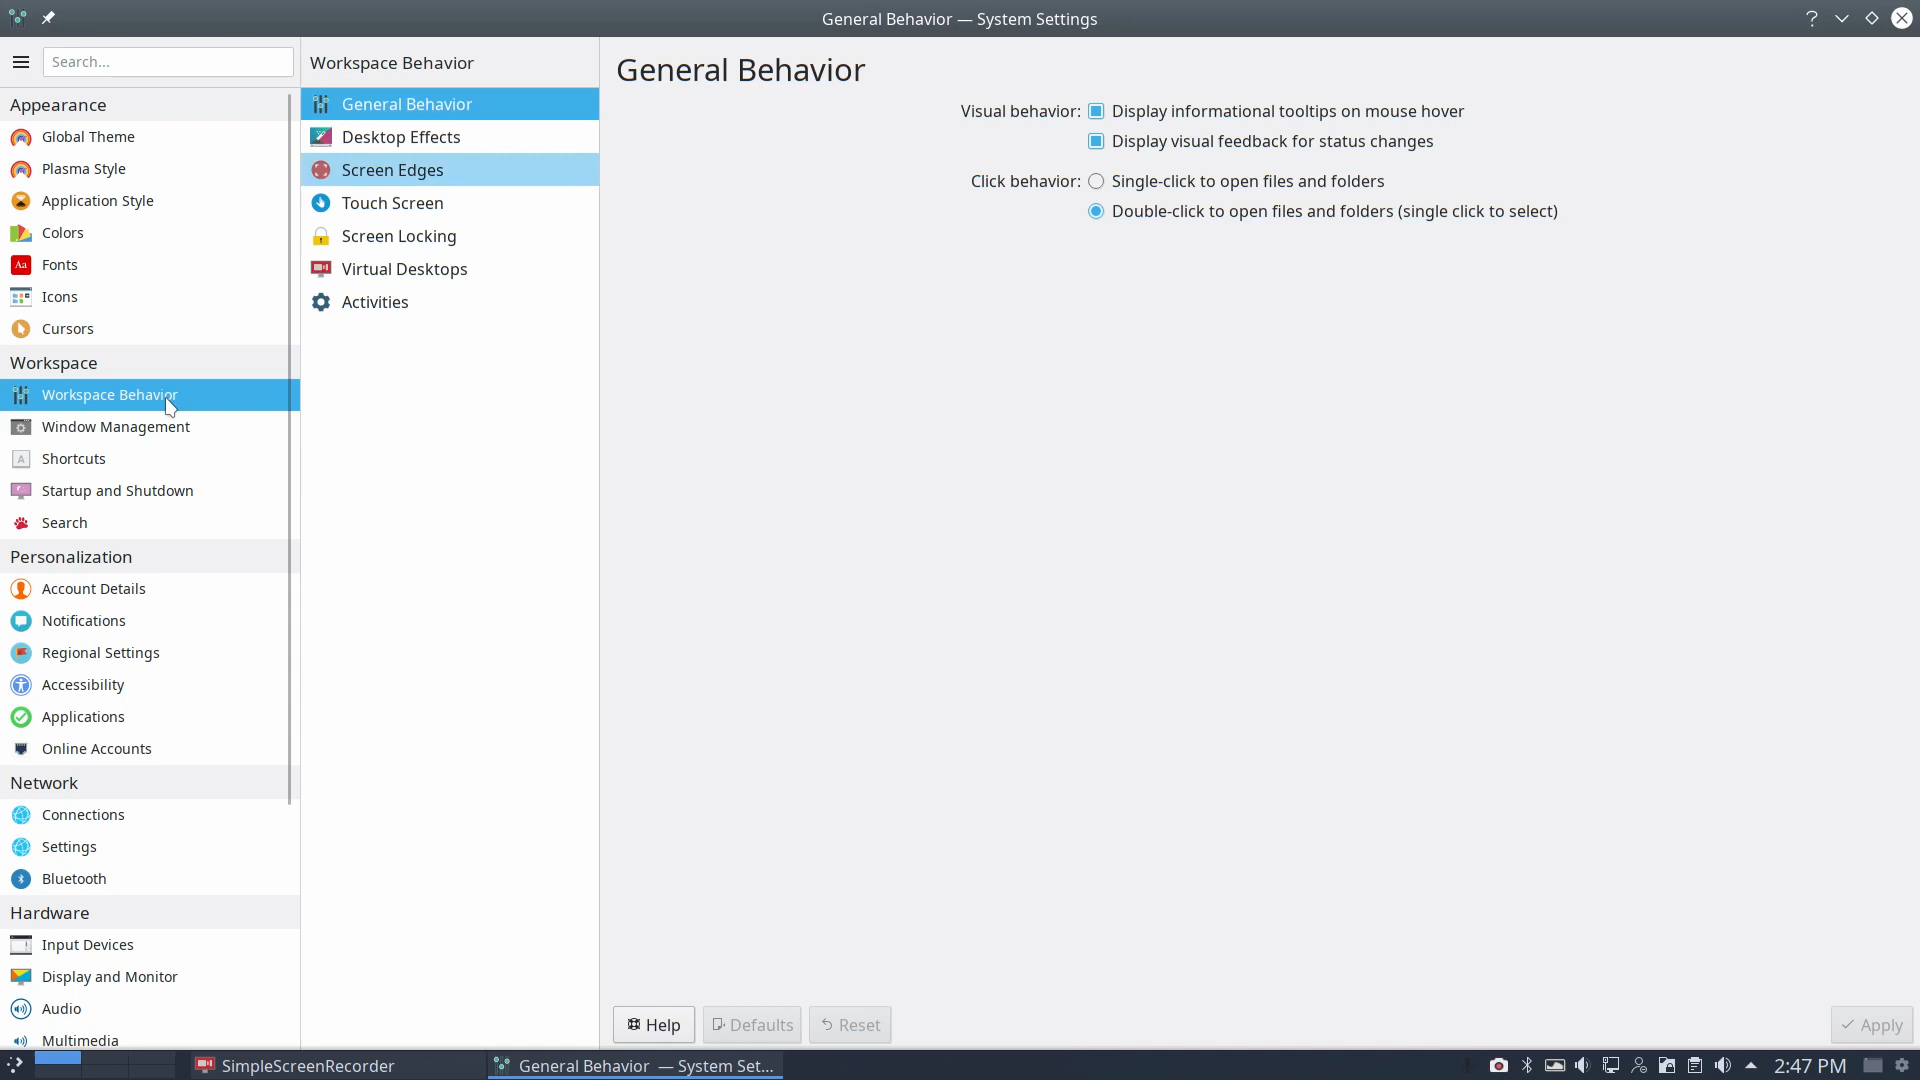 General Behavior — System Settings
Search...
Appearance
Global Theme
Plasma Style
Application Style
Colors
Fonts
Icons
Cursors
Workspace
Workspace Behavior
Window Management
Shortcuts
Startup and Shutdown
Search
Personalization
Account Details
Notifications
Regional Settings
Accessibility
Applications
Online Accounts
Network
Connections
Settings
Bluetooth
Hardware
Input Devices
Display and Monitor
Audio
Multimedia
Workspace Behavior
General Behavior
Desktop Effects
Screen Edges
Touch Screen
Screen Locking
Virtual Desktops
Activities
General Behavior
Visual behavior: Display informational tooltips on mouse hover
Display visual feedback for status changes
Click behavior: Single-click to open files and folders
Double-click to open files and folders (single click to select)
Help Defaults Reset Apply
SimpleScreenRecorder General Behavior — System Set... 2:47 PM